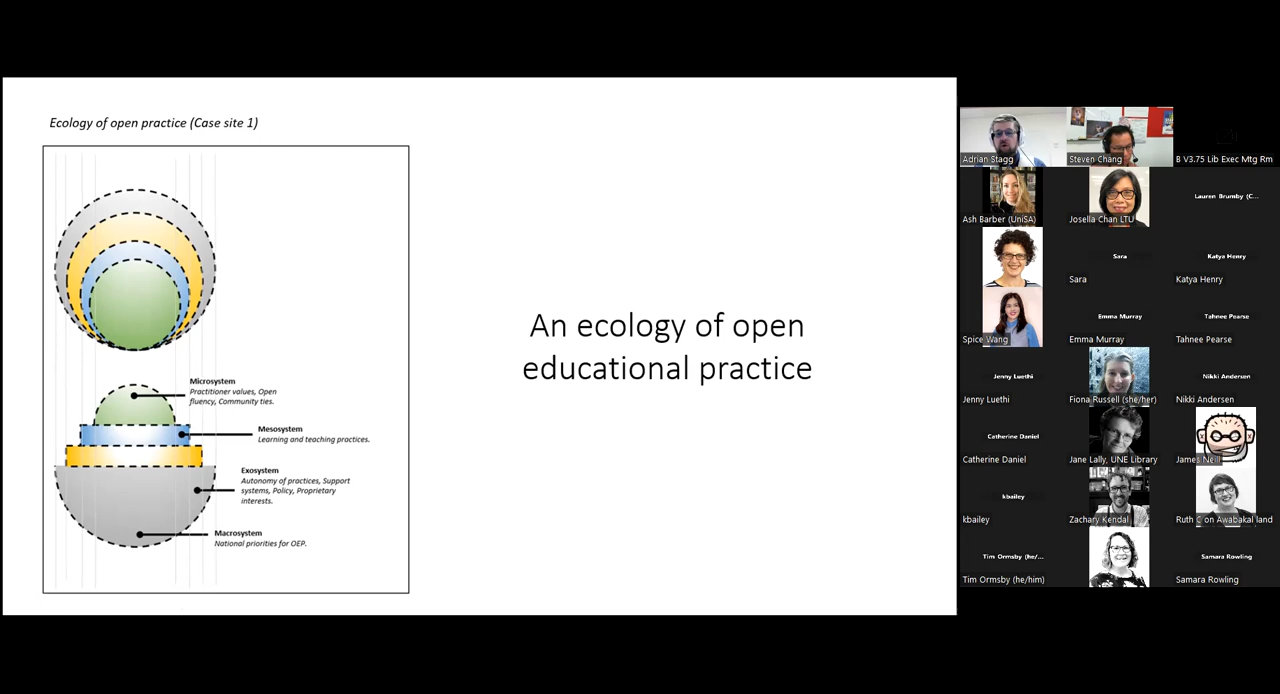 Ecology of open practice (Case site 1)
Microsystem
Practitioner values, Open
fluency, Community ties.
Mesosystem
Learning and teaching practices.
Exosystem
Autonomy of practices, Support
systems, Policy, Proprietary
interests.
Macrosystem
National priorities for OEP.
An ecology of open
educational practice
Adrian Stagg
Steven Chang
B V3.75 Lib Exec Mtg Rm
Ash Barber (UniSA)
Josella Chan LTU
Lauren Brumby (C...
Sara
Sara
Katya Henry
Katya Henry
Spice Wang
Emma Murray
Emma Murray
Tahnee Pearse
Tahnee Pearse
Jenny Luethi
Jenny Luethi
Fiona Russell (she/her)
Nikki Andersen
Nikki Andersen
Catherine Daniel
Catherine Daniel
Jane Lally, UNE Library
James Neill
kbailey
kbailey
Zachary Kendal
Ruth C on Awabakal land
Tim Ormsby (he/...
Tim Ormsby (he/him)
Samara Rowling
Samara Rowling